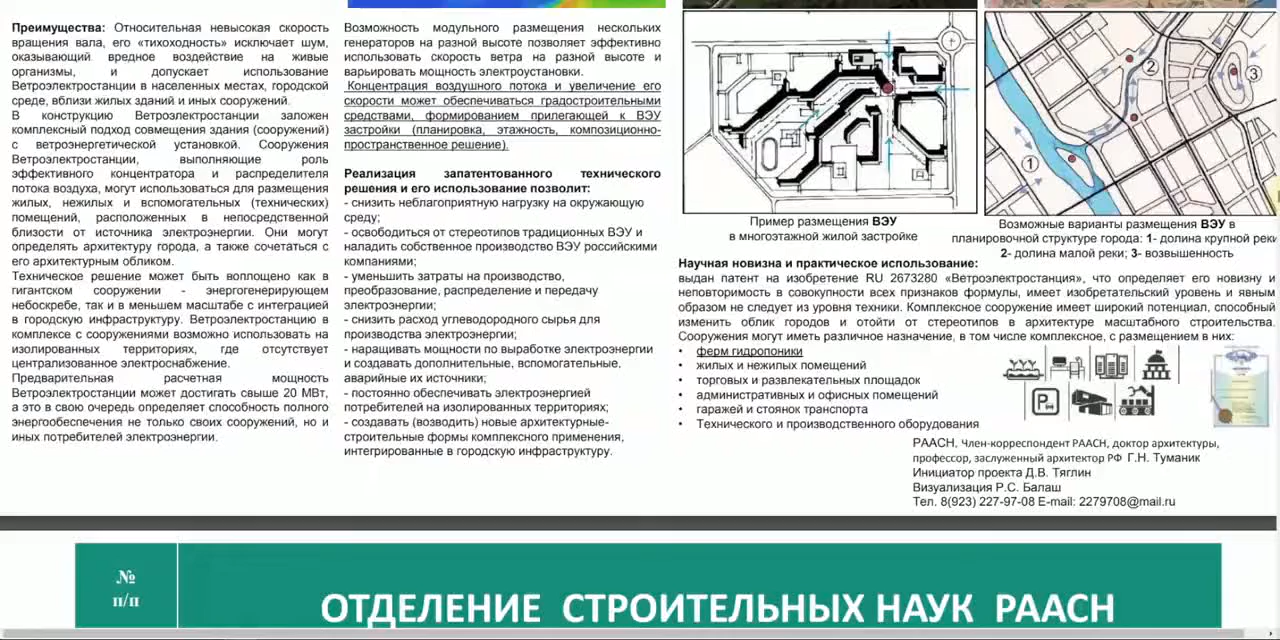 Преимущества: Относительная невысокая скорость
вращения вала, его «тихоходность» исключает шум,
оказывающий вредное воздействие на живые
организмы, и допускает использование
Ветроэлектростанции в населенных местах, городской
среде, вблизи жилых зданий и иных сооружений.
В конструкцию Ветроэлектростанции заложен
комплексный подход совмещения здания (сооружений)
с ветроэнергетической установкой. Сооружения
Ветроэлектростанции, выполняющие роль
эффективного концентратора и распределителя
потока воздуха, могут использоваться для размещения
жилых, нежилых и вспомогательных (технических)
помещений, расположенных в непосредственной
близости от источника электроэнергии. Они могут
определять архитектуру города, а также сочетаться с
его архитектурным обликом.
Техническое решение может быть воплощено как в
гигантском сооружении - энергогенерирующем
небоскребе, так и в меньшем масштабе с интеграцией
в городскую инфраструктуру. Ветроэлектростанцию в
комплексе с сооружениями возможно использовать на
изолированных территориях, где отсутствует
централизованное электроснабжение.
Предварительная расчетная мощность
Ветроэлектростанции может достигать свыше 20 МВт,
а это в свою очередь определяет способность полного
энергообеспечения не только своих сооружений, но и
иных потребителей электроэнергии.
Возможность модульного размещения нескольких
генераторов на разной высоте позволяет эффективно
использовать скорость ветра на разной высоте и
варьировать мощность электроустановки.
Концентрация воздушного потока и увеличение его
скорости может обеспечиваться градостроительными
средствами, формированием прилегающей к ВЭУ
застройки (планировка, этажность, композиционно-
пространственное решение).
Реализация запатентованного технического
решения и его использование позволит:
- снизить неблагоприятную нагрузку на окружающую
среду;
- освободиться от стереотипов традиционных ВЭУ и
наладить собственное производство ВЭУ российскими
компаниями;
- уменьшить затраты на производство,
преобразование, распределение и передачу
электроэнергии;
- снизить расход углеводородного сырья для
производства электроэнергии;
- наращивать мощности по выработке электроэнергии
и создавать дополнительные, вспомогательные,
аварийные их источники;
- постоянно обеспечивать электроэнергией
потребителей на изолированных территориях;
- создавать (возводить) новые архитектурные-
строительные формы комплексного применения,
интегрированные в городскую инфраструктуру.
1
2
3
Пример размещения ВЭУ
в многоэтажной жилой застройке
Возможные варианты размещения ВЭУ в
планировочной структуре города: 1- долина крупной реки
2- долина малой реки; 3- возвышенность
Научная новизна и практическое использование:
выдан патент на изобретение RU 2673280 «Ветроэлектростанция», что определяет его новизну и
неповторимость в совокупности всех признаков формулы, имеет изобретательский уровень и явным
образом не следует из уровня техники. Комплексное сооружение имеет широкий потенциал, способный
изменить облик городов и отойти от стереотипов в архитектуре масштабного строительства.
Сооружения могут иметь различное назначение, в том числе комплексное, с размещением в них:
• ферм гидропоники
• жилых и нежилых помещений
• торговых и развлекательных площадок
• административных и офисных помещений
• гаражей и стоянок транспорта
• Технического и производственного оборудования
P
РААСН, Член-корреспондент РААСН, доктор архитектуры,
профессор, заслуженный архитектор РФ Г.Н. Туманик
Инициатор проекта Д.В. Тяглин
Визуализация Р.С. Балаш
Тел. 8(923) 227-97-08 E-mail: 2279708@mail.ru
№
п/п
ОТДЕЛЕНИЕ СТРОИТЕЛЬНЫХ НАУК РААСН